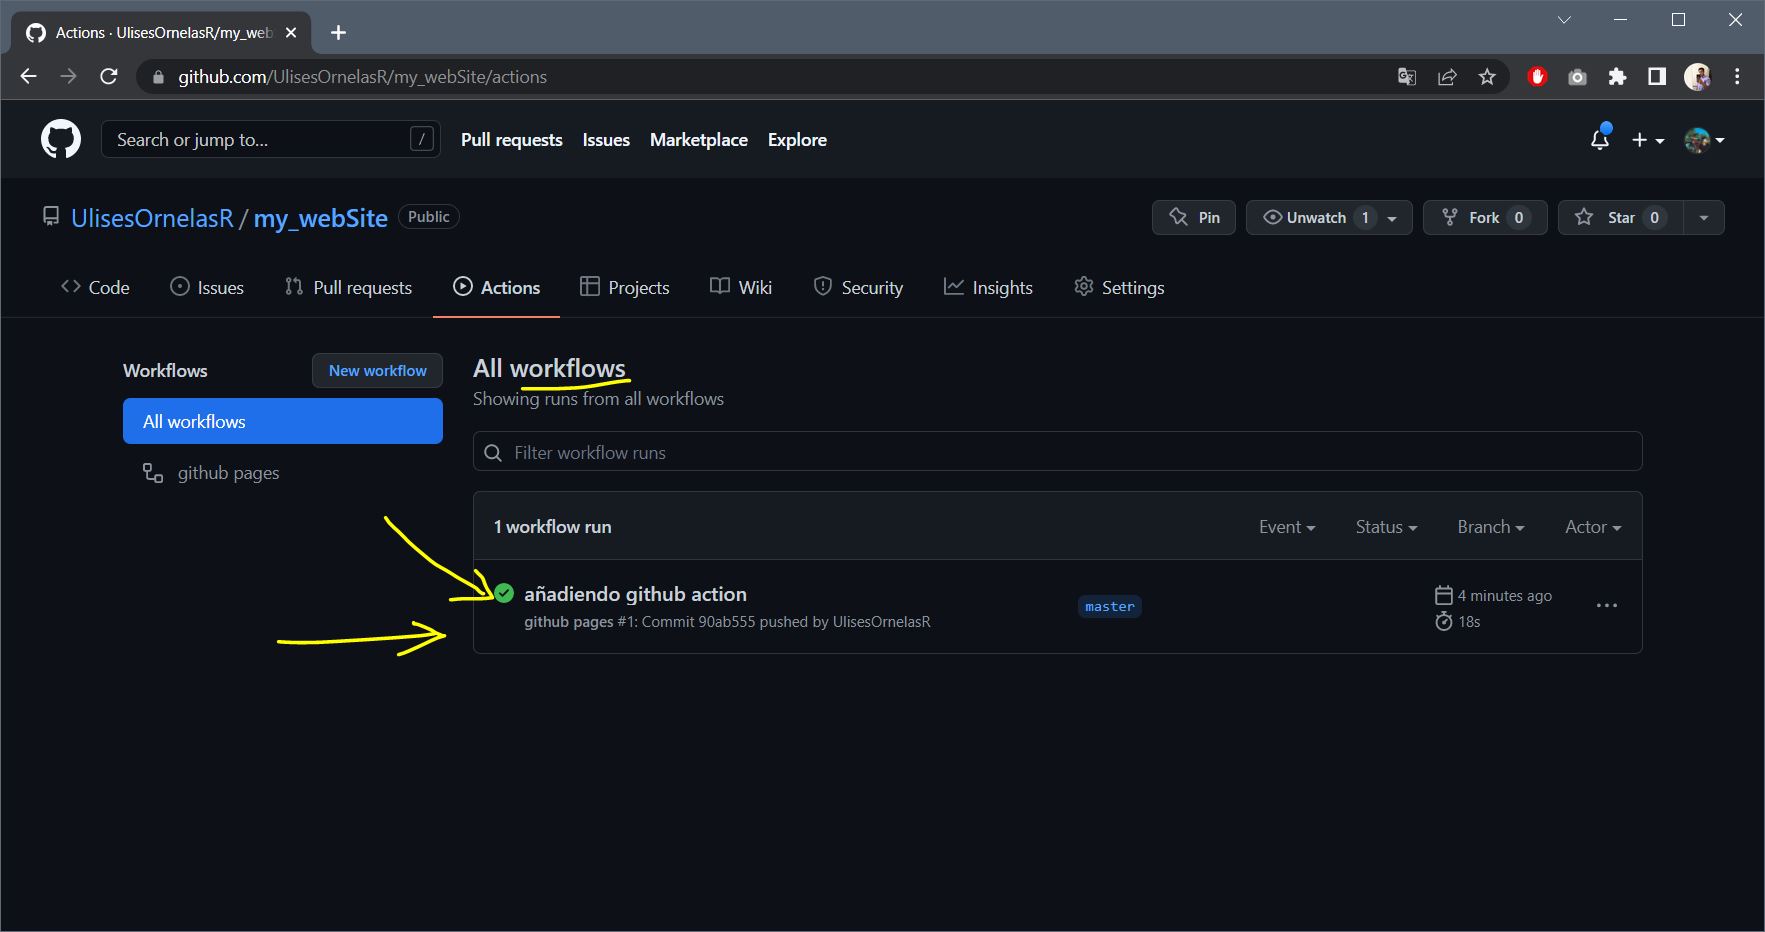 Actions · UlisesOrnelasR/my_web
github.com/UlisesOrnelasR/my_webSite/actions
Search or jump to... /
Pull requests Issues Marketplace Explore
UlisesOrnelasR / my_webSite Public
Pin Unwatch 1 Fork 0 Star 0
Code Issues Pull requests Actions Projects Wiki Security Insights Settings
Workflows New workflow
All workflows
github pages
All workflows
Showing runs from all workflows
Filter workflow runs
1 workflow run Event Status Branch Actor
añadiendo github action
github pages #1: Commit 90ab555 pushed by UlisesOrnelasR
master
4 minutes ago
18s